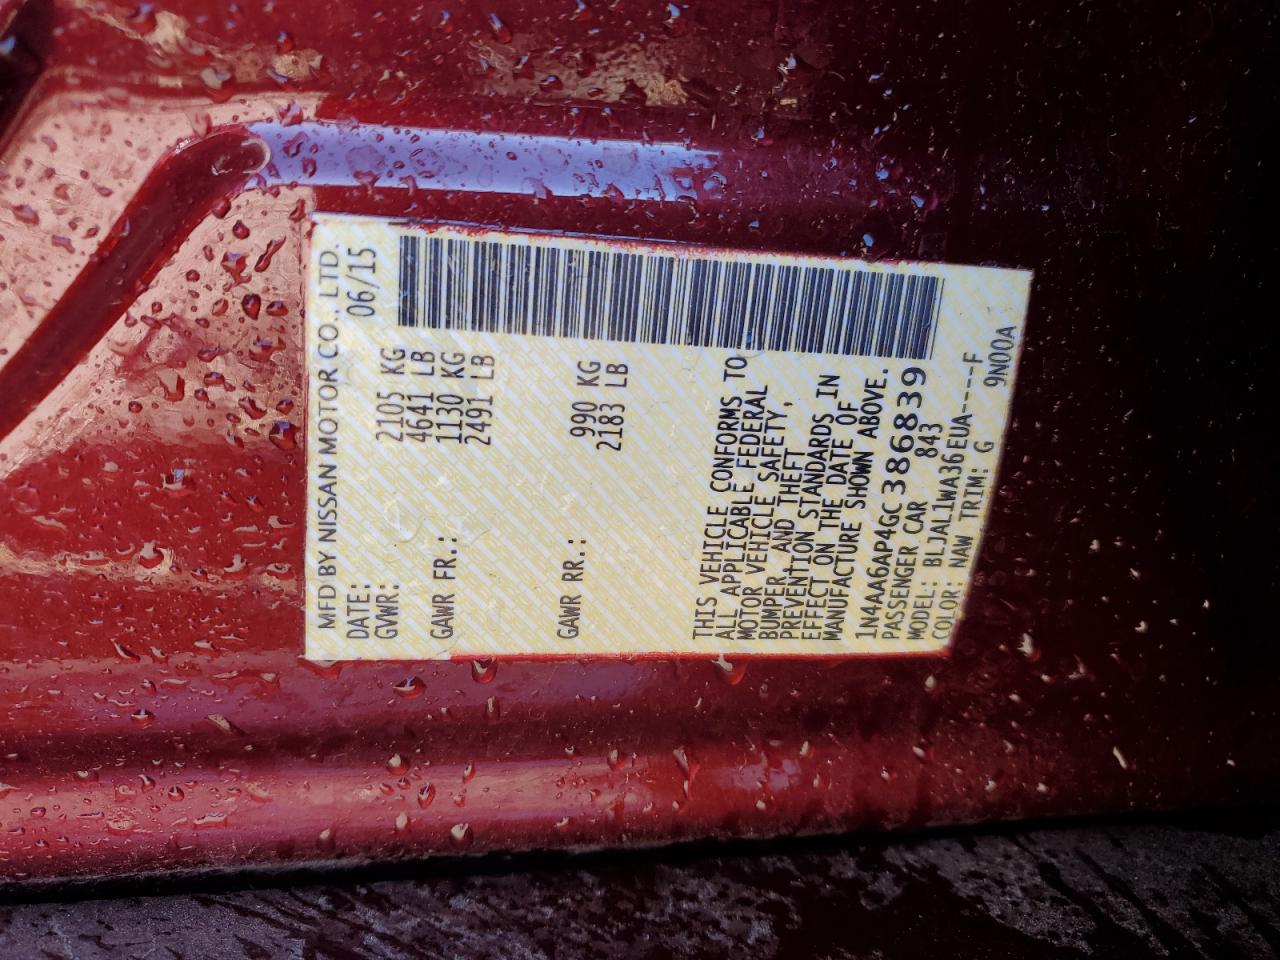 MFD BY NISSAN MOTOR CO., LTD.
DATE: 06/15
GVWR: 2105 KG
4641 LB
GAWR FR.: 1130 KG
2491 LB
GAWR RR.: 990 KG
2183 LB
THIS VEHICLE CONFORMS TO
ALL APPLICABLE FEDERAL
MOTOR VEHICLE SAFETY,
BUMPER, AND THEFT
PREVENTION STANDARDS IN
EFFECT ON THE DATE OF
MANUFACTURE SHOWN ABOVE.
1N4AA6AP4GC386839
PASSENGER CAR 843
MODEL: BLJAL1WA36EUA----F
COLOR: NAW TRIM: G 9N00A